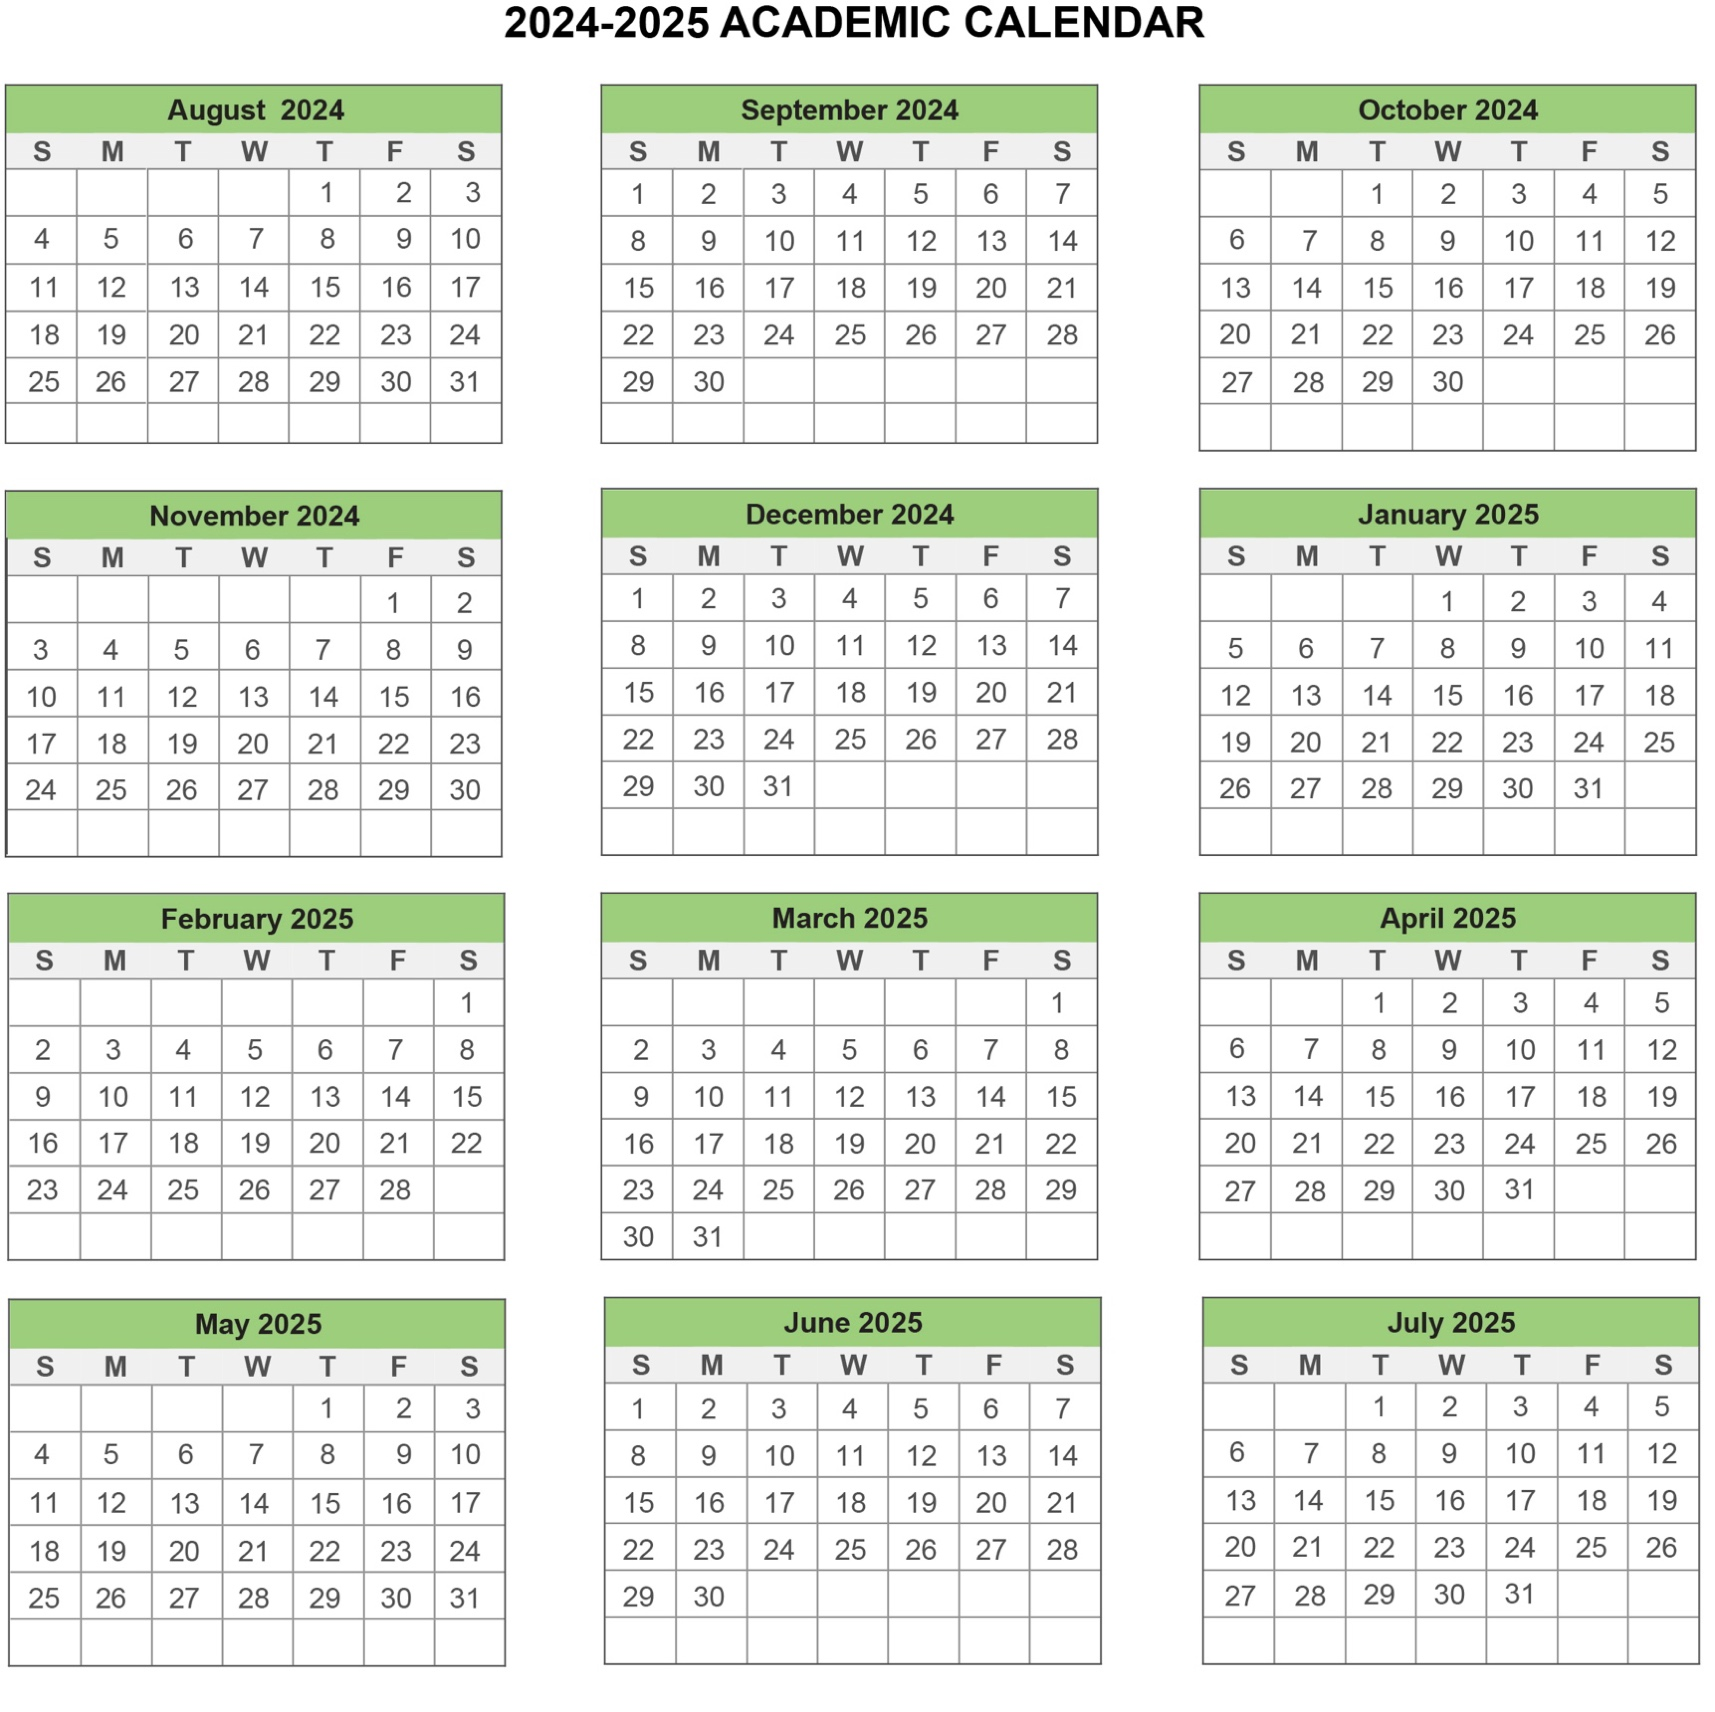 2024-2025 ACADEMIC CALENDAR
August 2024
S M T W T F S
1 2 3
4 5 6 7 8 9 10
11 12 13 14 15 16 17
18 19 20 21 22 23 24
25 26 27 28 29 30 31
September 2024
S M T W T F S
1 2 3 4 5 6 7
8 9 10 11 12 13 14
15 16 17 18 19 20 21
22 23 24 25 26 27 28
29 30
October 2024
S M T W T F S
1 2 3 4 5
6 7 8 9 10 11 12
13 14 15 16 17 18 19
20 21 22 23 24 25 26
27 28 29 30
November 2024
S M T W T F S
1 2
3 4 5 6 7 8 9
10 11 12 13 14 15 16
17 18 19 20 21 22 23
24 25 26 27 28 29 30
December 2024
S M T W T F S
1 2 3 4 5 6 7
8 9 10 11 12 13 14
15 16 17 18 19 20 21
22 23 24 25 26 27 28
29 30 31
January 2025
S M T W T F S
1 2 3 4
5 6 7 8 9 10 11
12 13 14 15 16 17 18
19 20 21 22 23 24 25
26 27 28 29 30 31
February 2025
S M T W T F S
1
2 3 4 5 6 7 8
9 10 11 12 13 14 15
16 17 18 19 20 21 22
23 24 25 26 27 28
March 2025
S M T W T F S
1
2 3 4 5 6 7 8
9 10 11 12 13 14 15
16 17 18 19 20 21 22
23 24 25 26 27 28 29
30 31
April 2025
S M T W T F S
1 2 3 4 5
6 7 8 9 10 11 12
13 14 15 16 17 18 19
20 21 22 23 24 25 26
27 28 29 30 31
May 2025
S M T W T F S
1 2 3
4 5 6 7 8 9 10
11 12 13 14 15 16 17
18 19 20 21 22 23 24
25 26 27 28 29 30 31
June 2025
S M T W T F S
1 2 3 4 5 6 7
8 9 10 11 12 13 14
15 16 17 18 19 20 21
22 23 24 25 26 27 28
29 30
July 2025
S M T W T F S
1 2 3 4 5
6 7 8 9 10 11 12
13 14 15 16 17 18 19
20 21 22 23 24 25 26
27 28 29 30 31